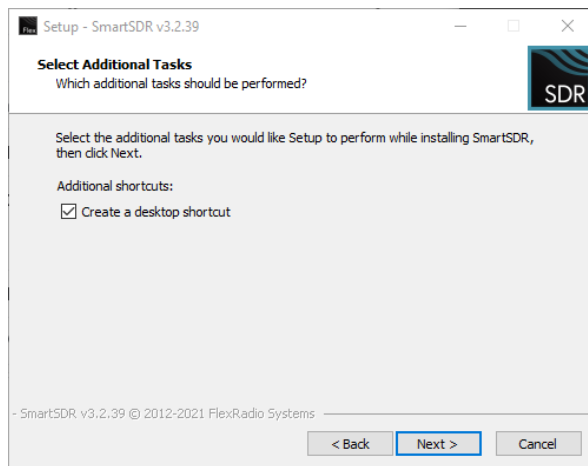 Flex
Setup - SmartSDR v3.2.39
Select Additional Tasks
Which additional tasks should be performed?
SDR
Select the additional tasks you would like Setup to perform while installing SmartSDR,
then click Next.
Additional shortcuts:
Create a desktop shortcut
- SmartSDR v3.2.39 © 2012-2021 FlexRadio Systems
< Back
Next >
Cancel